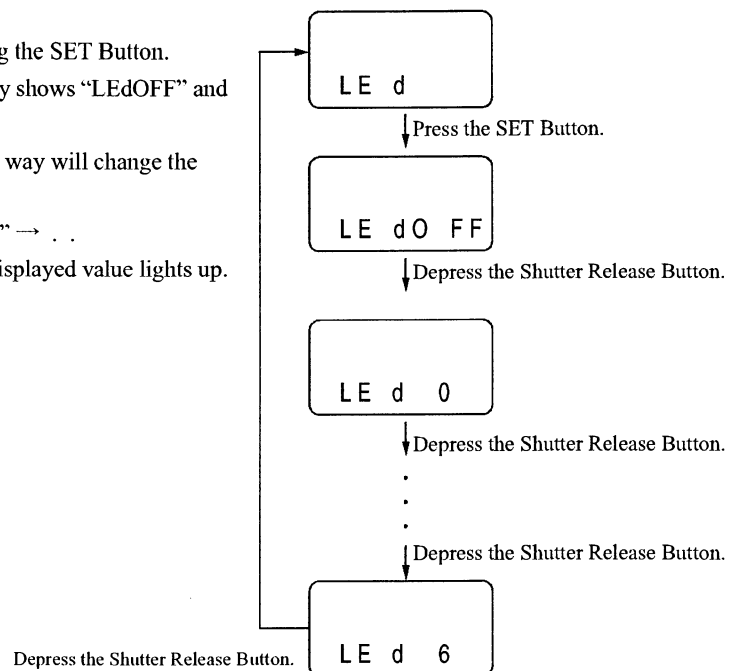 g the SET Button.
y shows “LEdOFF” and
way will change the
” → . .
isplayed value lights up.
LE d
Press the SET Button.
LE dO FF
Depress the Shutter Release Button.
LE d 0
Depress the Shutter Release Button.
.
.
.
Depress the Shutter Release Button.
LE d 6
Depress the Shutter Release Button.